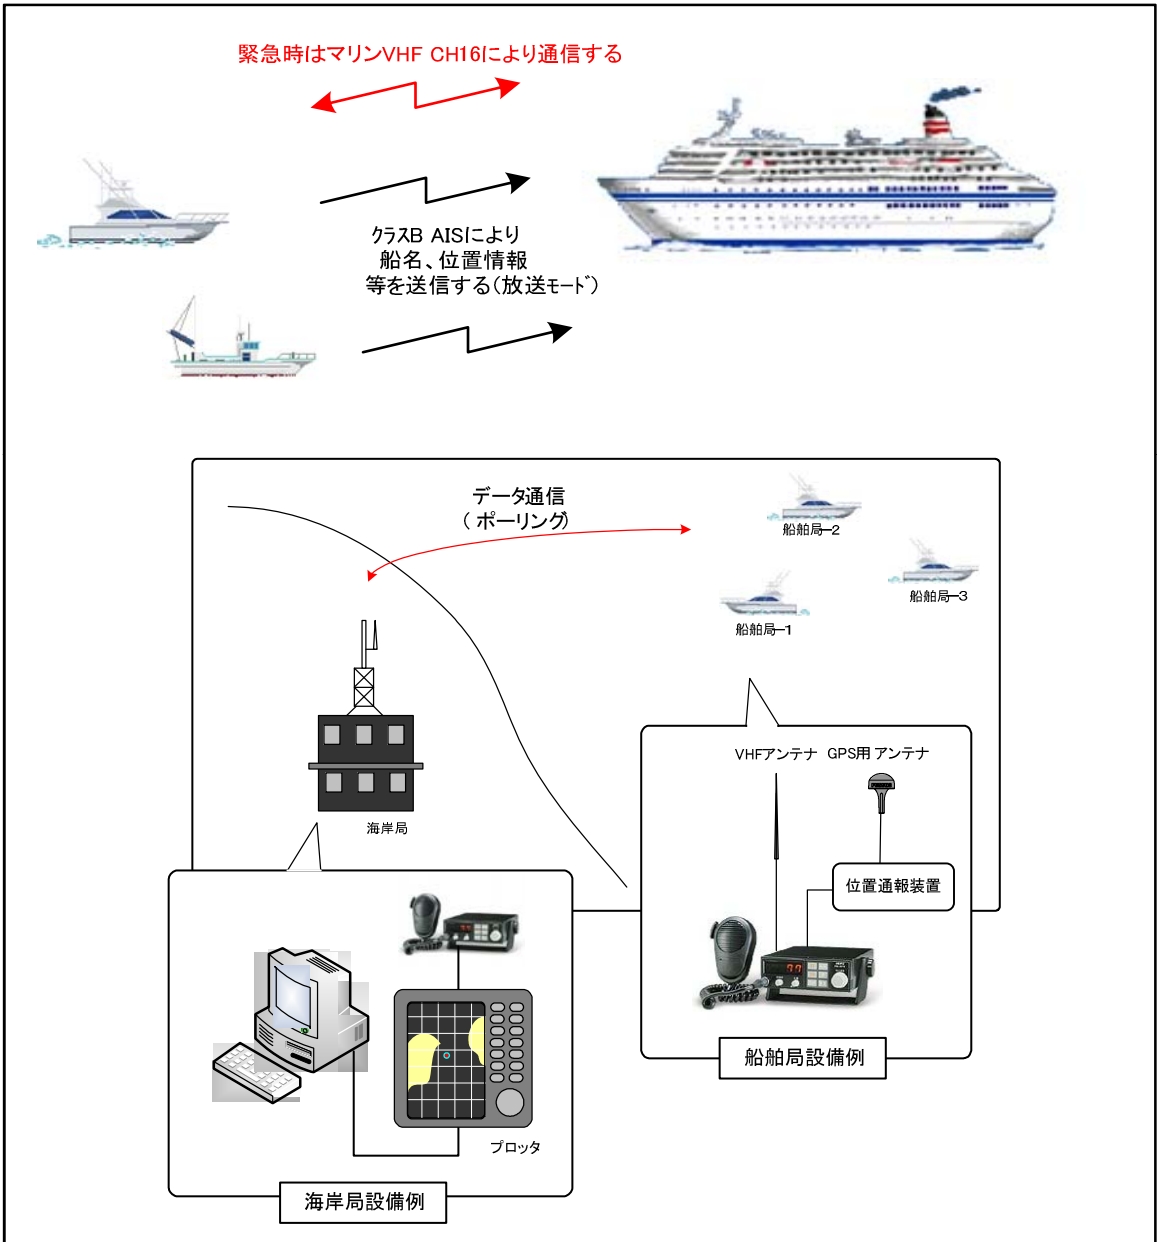 緊急時はマリンVHF CH16により通信する
クラスB AISにより
船名、位置情報
等を送信する(放送モード)
データ通信
(ポーリング)
船舶局-2
船舶局-3
船舶局-1
VHFアンテナ GPS用 アンテナ
海岸局
位置通報装置
船舶局設備例
プロッタ
海岸局設備例